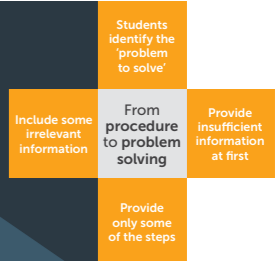 Students
identify the
‘problem
to solve’
Include some
irrelevant
information
From
procedure
to problem
solving
Provide
insufficient
information
at first
Provide
only some
of the steps